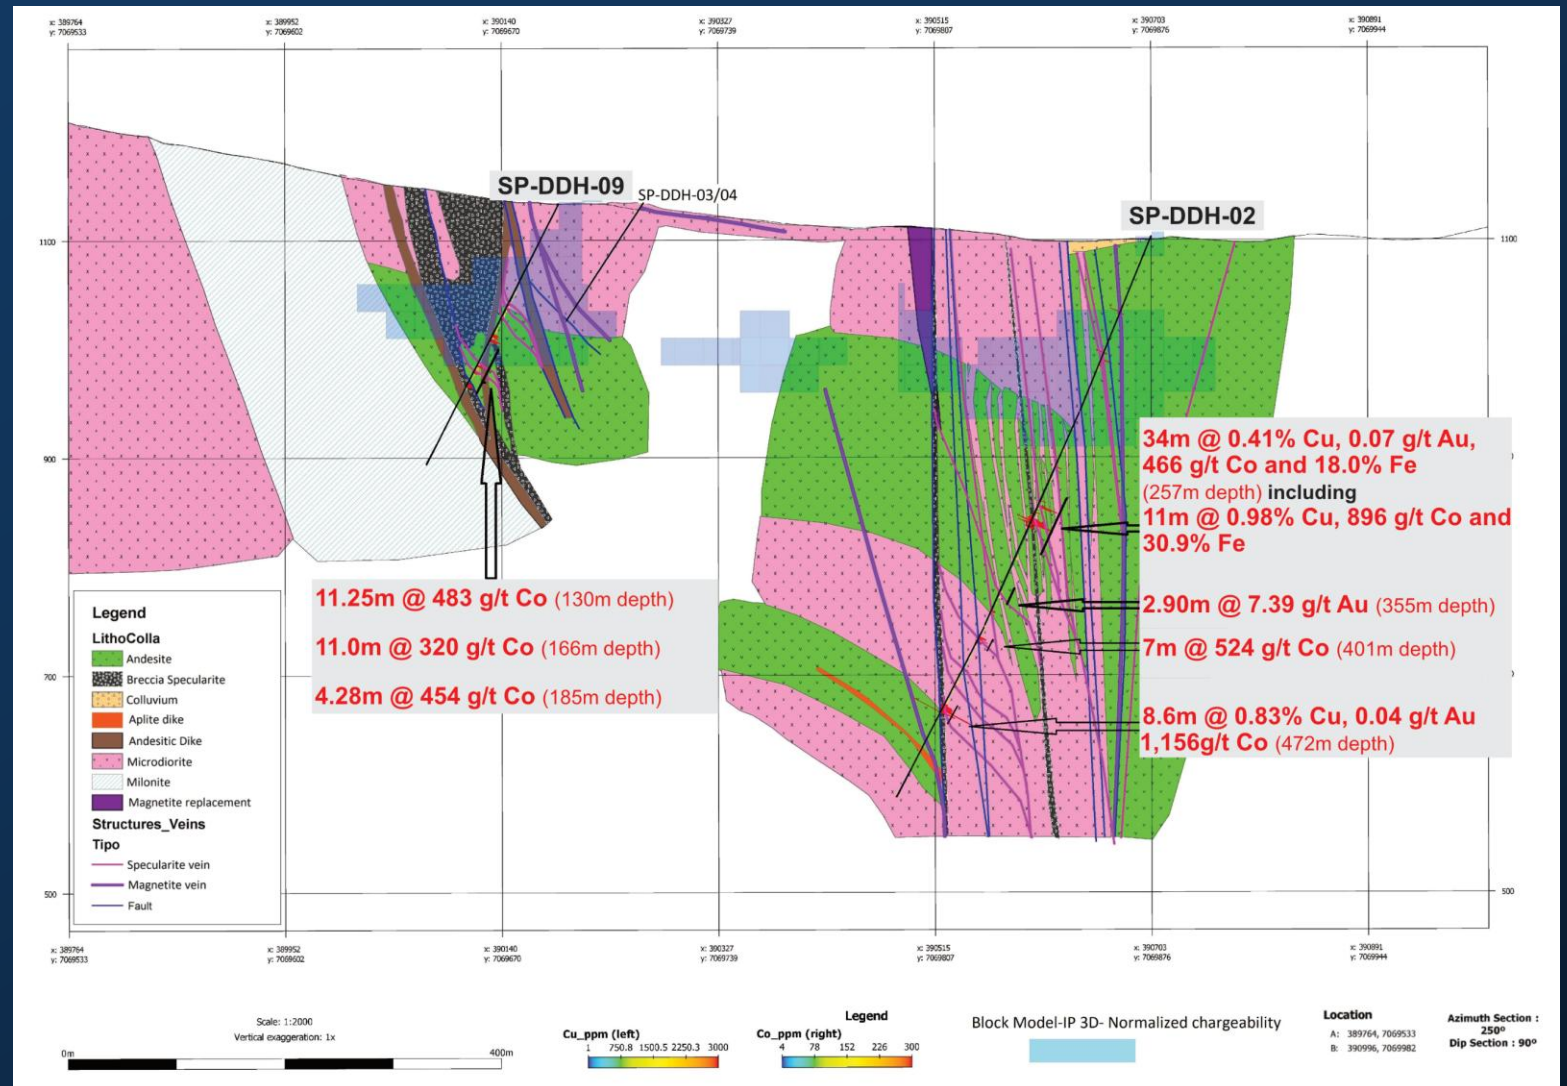 x: 389764
y: 7069533
x: 389952
y: 7069602
x: 390140
y: 7069670
x: 390327
y: 7069739
x: 390515
y: 7069807
x: 390703
y: 7069876
x: 390891
y: 7069944
SP-DDH-09
SP-DDH-03/04
SP-DDH-02
1100
1100
900
700
500
500
34m @ 0.41% Cu, 0.07 g/t Au,
466 g/t Co and 18.0% Fe
(257m depth) including
11m @ 0.98% Cu, 896 g/t Co and
30.9% Fe
2.90m @ 7.39 g/t Au (355m depth)
7m @ 524 g/t Co (401m depth)
8.6m @ 0.83% Cu, 0.04 g/t Au
1,156g/t Co (472m depth)
11.25m @ 483 g/t Co (130m depth)
11.0m @ 320 g/t Co (166m depth)
4.28m @ 454 g/t Co (185m depth)
Legend
LithoColla
Andesite
Breccia Specularite
Colluvium
Aplite dike
Andesitic Dike
Microdiorite
Milonite
Magnetite replacement
Structures_Veins
Tipo
Specularite vein
Magnetite vein
Fault
x: 389764
y: 7069533
x: 389952
y: 7069602
x: 390140
y: 7069670
x: 390327
y: 7069739
x: 390515
y: 7069807
x: 390703
y: 7069876
x: 390891
y: 7069944
Scale: 1:2000
Vertical exaggeration: 1x
0m
400m
Legend
Cu_ppm (left)
1 750.8 1500.5 2250.3 3000
Co_ppm (right)
4 78 152 226 300
Block Model-IP 3D- Normalized chargeability
Location
A: 389764, 7069533
B: 390996, 7069982
Azimuth Section :
250º
Dip Section : 90º